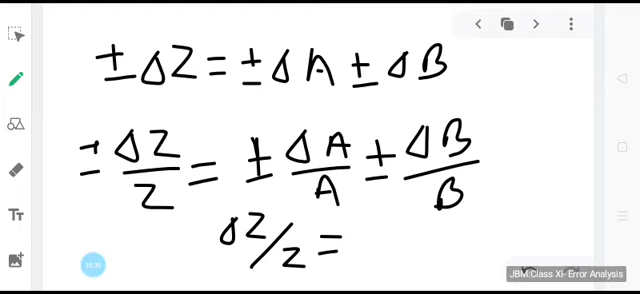 ± ΔZ = ± ΔA ± ΔB
± ΔZ/Z = ± ΔA/A ± ΔB/B
ΔZ/Z =
JBM:Class XI- Error Analysis